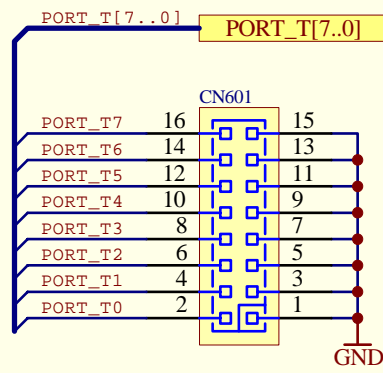 PORT_T[7..0] PORT_T[7..0]
CN601
PORT_T7 16 15
PORT_T6 14 13
PORT_T5 12 11
PORT_T4 10 9
PORT_T3 8 7
PORT_T2 6 5
PORT_T1 4 3
PORT_T0 2 1
GND